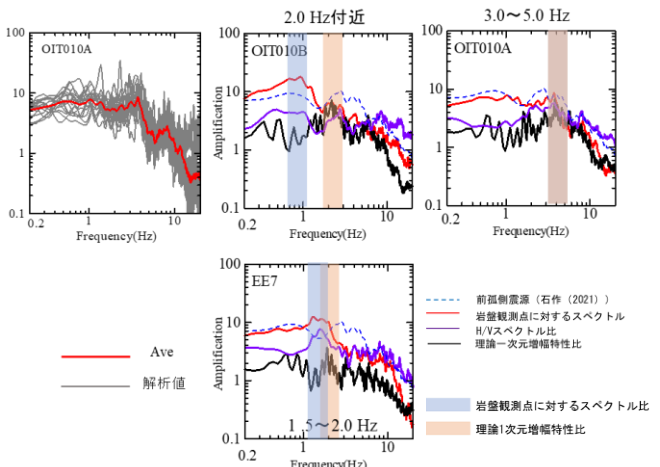 2.0 Hz付近
3.0～5.0 Hz
OIT010A
100
10
1
0.1
0.2
1
10
Frequency(Hz)
OIT010B
Amplification
100
10
1
0.1
0.2
1
10
Frequency(Hz)
OIT010A
Amplification
100
10
1
0.1
0.2
1
10
Frequency(Hz)
EE7
Amplification
100
10
1
0.1
0.2
1
10
Frequency(Hz)
1.5～2.0 Hz
Ave
解析値
前孤側震源（石作（2021））
岩盤観測点に対するスペクトル
H/Vスペクトル比
理論一次元増幅特性比
岩盤観測点に対するスペクトル比
理論1次元増幅特性比